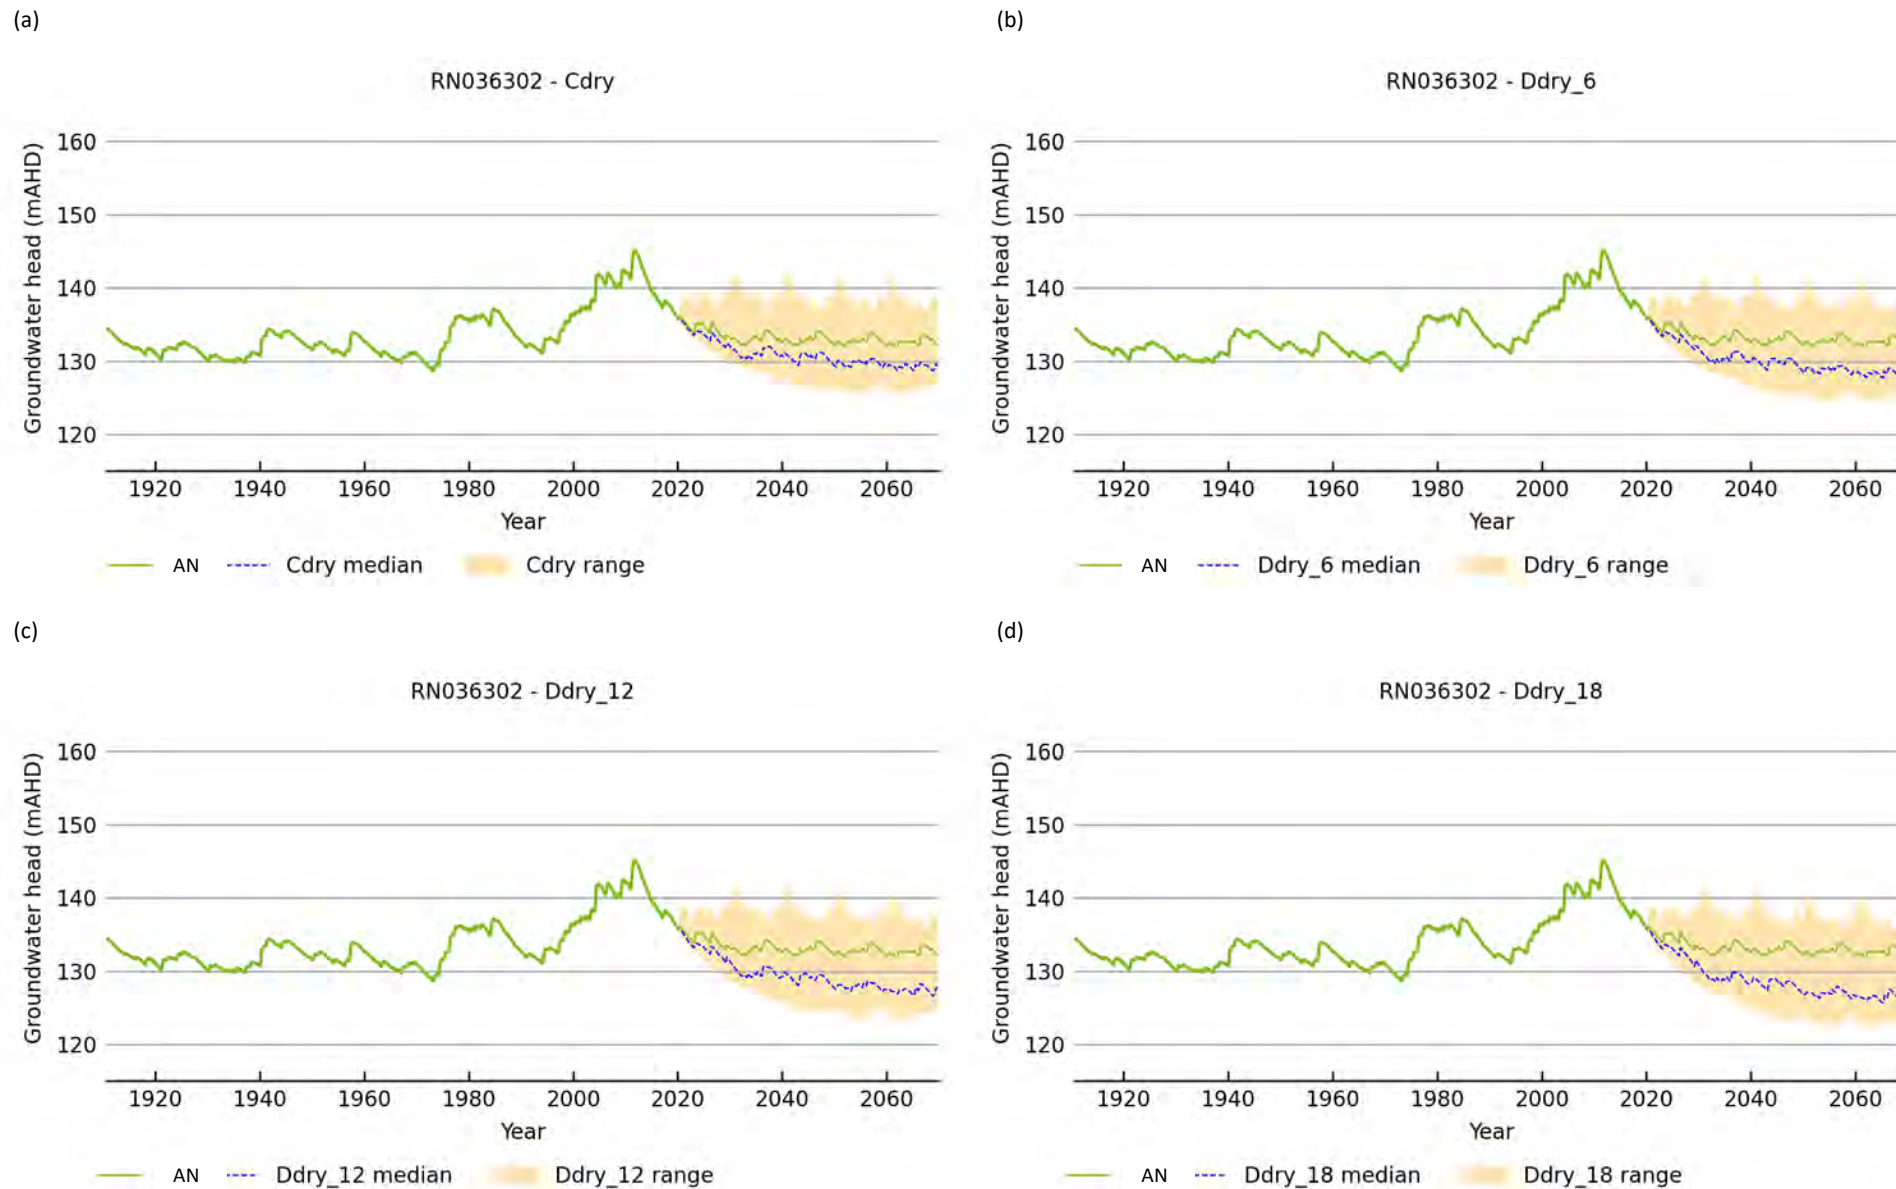 (a)
RN036302 - Cdry
Groundwater head (mAHD)
160
150
140
130
120
1920 1940 1960 1980 2000 2020 2040 2060
Year
AN Cdry median Cdry range
(b)
RN036302 - Ddry_6
Groundwater head (mAHD)
160
150
140
130
120
1920 1940 1960 1980 2000 2020 2040 2060
Year
AN Ddry_6 median Ddry_6 range
(c)
RN036302 - Ddry_12
Groundwater head (mAHD)
160
150
140
130
120
1920 1940 1960 1980 2000 2020 2040 2060
Year
AN Ddry_12 median Ddry_12 range
(d)
RN036302 - Ddry_18
Groundwater head (mAHD)
160
150
140
130
120
1920 1940 1960 1980 2000 2020 2040 2060
Year
AN Ddry_18 median Ddry_18 range